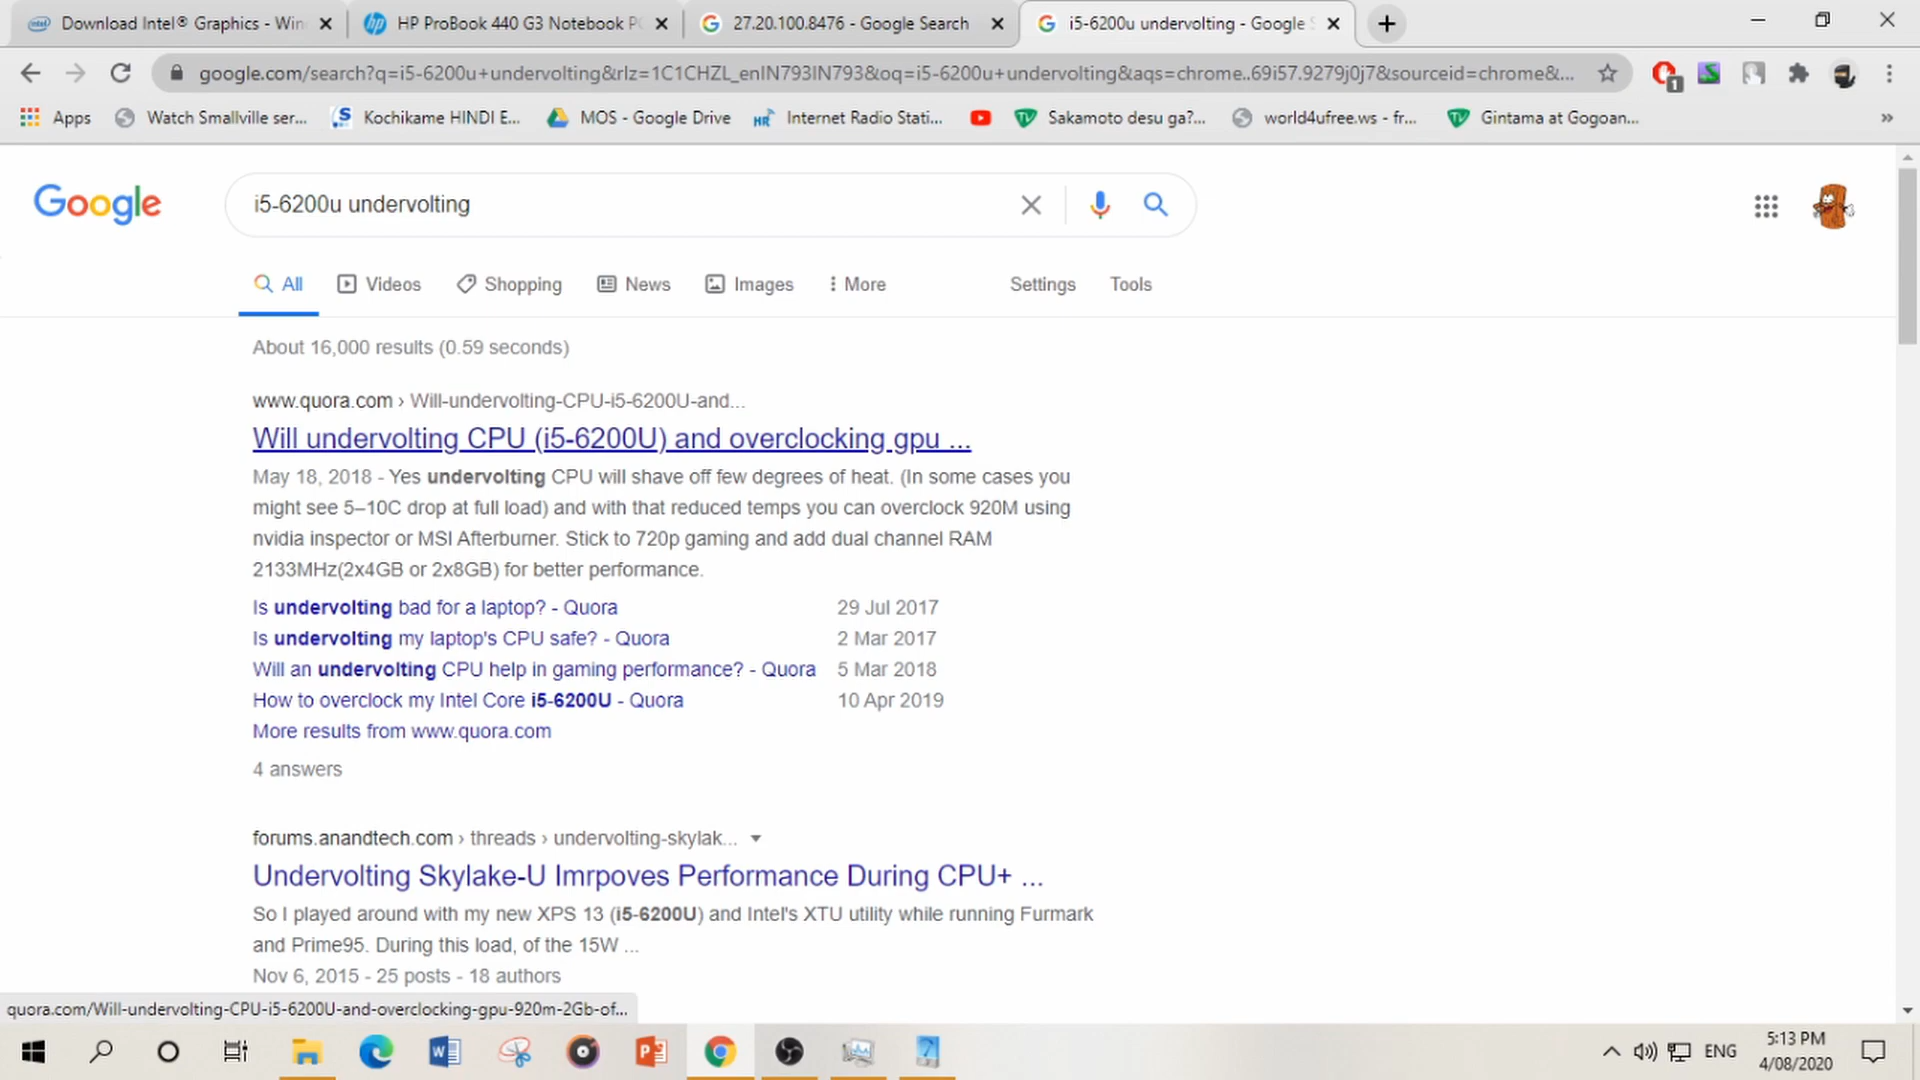 Download Intel® Graphics - Win
HP ProBook 440 G3 Notebook PC
27.20.100.8476 - Google Search
i5-6200u undervolting - Google S
google.com/search?q=i5-6200u+undervolting&rlz=1C1CHZL_enIN793IN793&oq=i5-6200u+undervolting&aqs=chrome..69i57.9279j0j7&sourceid=chrome&...
1
Apps
Watch Smallville ser...
Kochikame HINDI E...
MOS - Google Drive
Internet Radio Stati...
Sakamoto desu ga?...
world4ufree.ws - fr...
Gintama at Gogoan...
Google
i5-6200u undervolting
All
Videos
Shopping
News
Images
More
Settings
Tools
About 16,000 results (0.59 seconds)
www.quora.com › Will-undervolting-CPU-i5-6200U-and...
Will undervolting CPU (i5-6200U) and overclocking gpu ...
May 18, 2018 - Yes undervolting CPU will shave off few degrees of heat. (In some cases you
might see 5–10C drop at full load) and with that reduced temps you can overclock 920M using
nvidia inspector or MSI Afterburner. Stick to 720p gaming and add dual channel RAM
2133MHz(2x4GB or 2x8GB) for better performance.
Is undervolting bad for a laptop? - Quora 29 Jul 2017
Is undervolting my laptop's CPU safe? - Quora 2 Mar 2017
Will an undervolting CPU help in gaming performance? - Quora 5 Mar 2018
How to overclock my Intel Core i5-6200U - Quora 10 Apr 2019
More results from www.quora.com
4 answers
forums.anandtech.com › threads › undervolting-skylak...
Undervolting Skylake-U Imrpoves Performance During CPU+ ...
So I played around with my new XPS 13 (i5-6200U) and Intel's XTU utility while running Furmark
and Prime95. During this load, of the 15W ...
Nov 6, 2015 - 25 posts - 18 authors
quora.com/Will-undervolting-CPU-i5-6200U-and-overclocking-gpu-920m-2Gb-of...
ENG
5:13 PM
4/08/2020